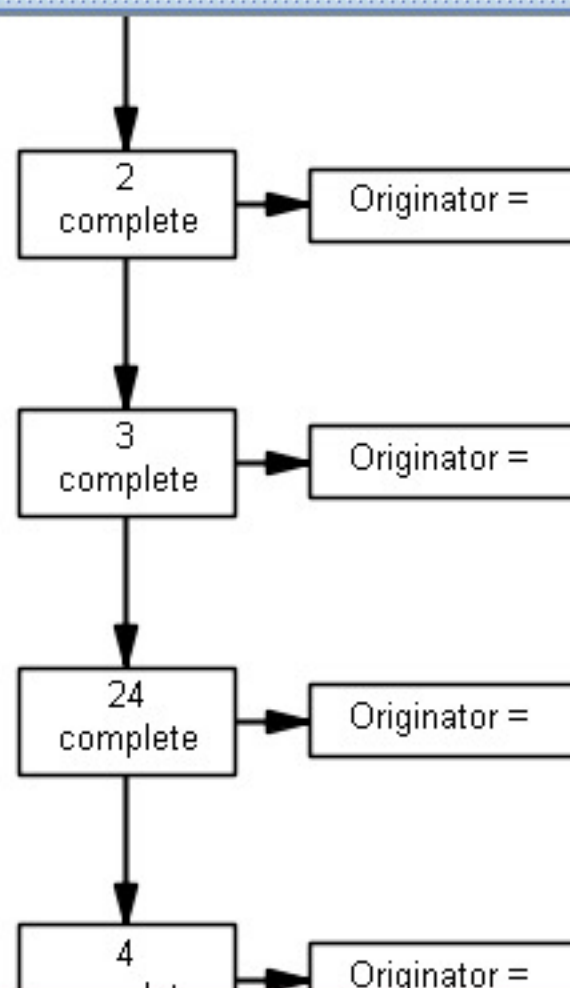 2
complete
Originator =
3
complete
Originator =
24
complete
Originator =
4
Originator =